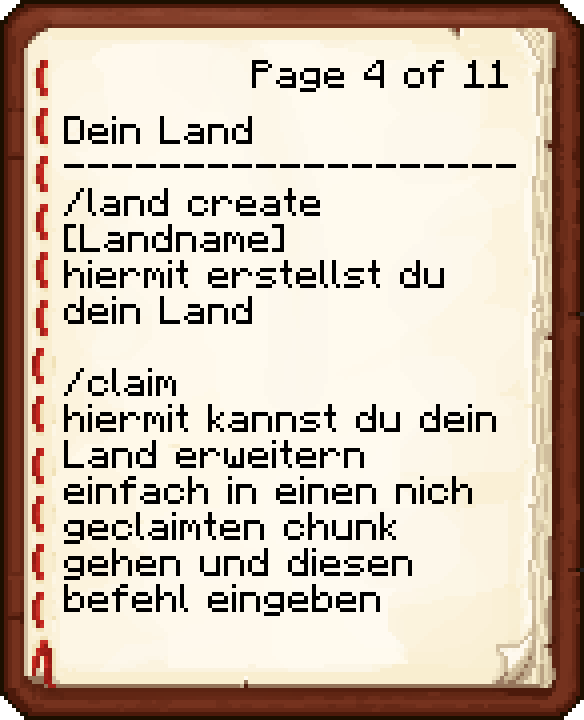 Page 4 of 11
Dein Land
-------------------
/land create
[Landname]
hiermit erstellst du
dein Land
/claim
hiermit kannst du dein
Land erweitern
einfach in einen nich
geclaimten chunk
gehen und diesen
befehl eingeben